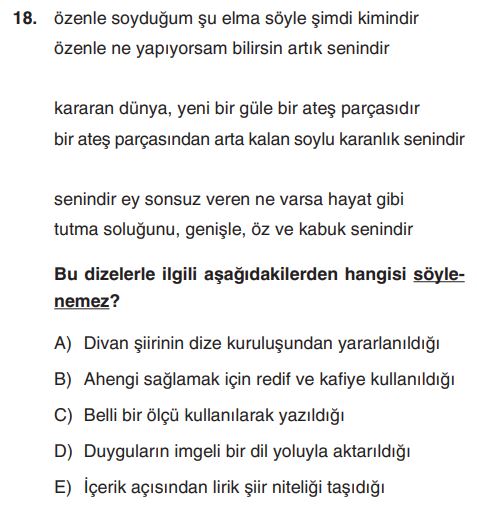 18. özenle soyduğum şu elma söyle şimdi kimindir
özenle ne yapıyorsam bilirsin artık senindir
kararan dünya, yeni bir güle bir ateş parçasıdır
bir ateş parçasından arta kalan soylu karanlık senindir
senindir ey sonsuz veren ne varsa hayat gibi
tutma soluğunu, genişle, öz ve kabuk senindir
Bu dizelerle ilgili aşağıdakilerden hangisi söyle-
nemez?
A) Divan şiirinin dize kuruluşundan yararlanıldığı
B) Ahengi sağlamak için redif ve kafiye kullanıldığı
C) Belli bir ölçü kullanılarak yazıldığı
D) Duyguların imgeli bir dil yoluyla aktarıldığı
E) İçerik açısından lirik şiir niteliği taşıdığı